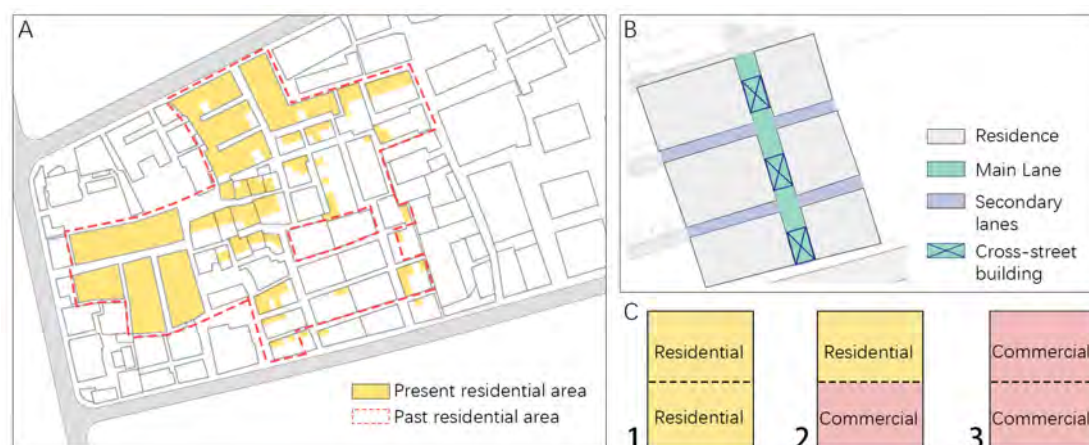 A
Present residential area
Past residential area
B
Residence
Main Lane
Secondary
lanes
Cross-street
building
C
Residential
Residential
1
Residential
Commercial
2
Commercial
Commercial
3